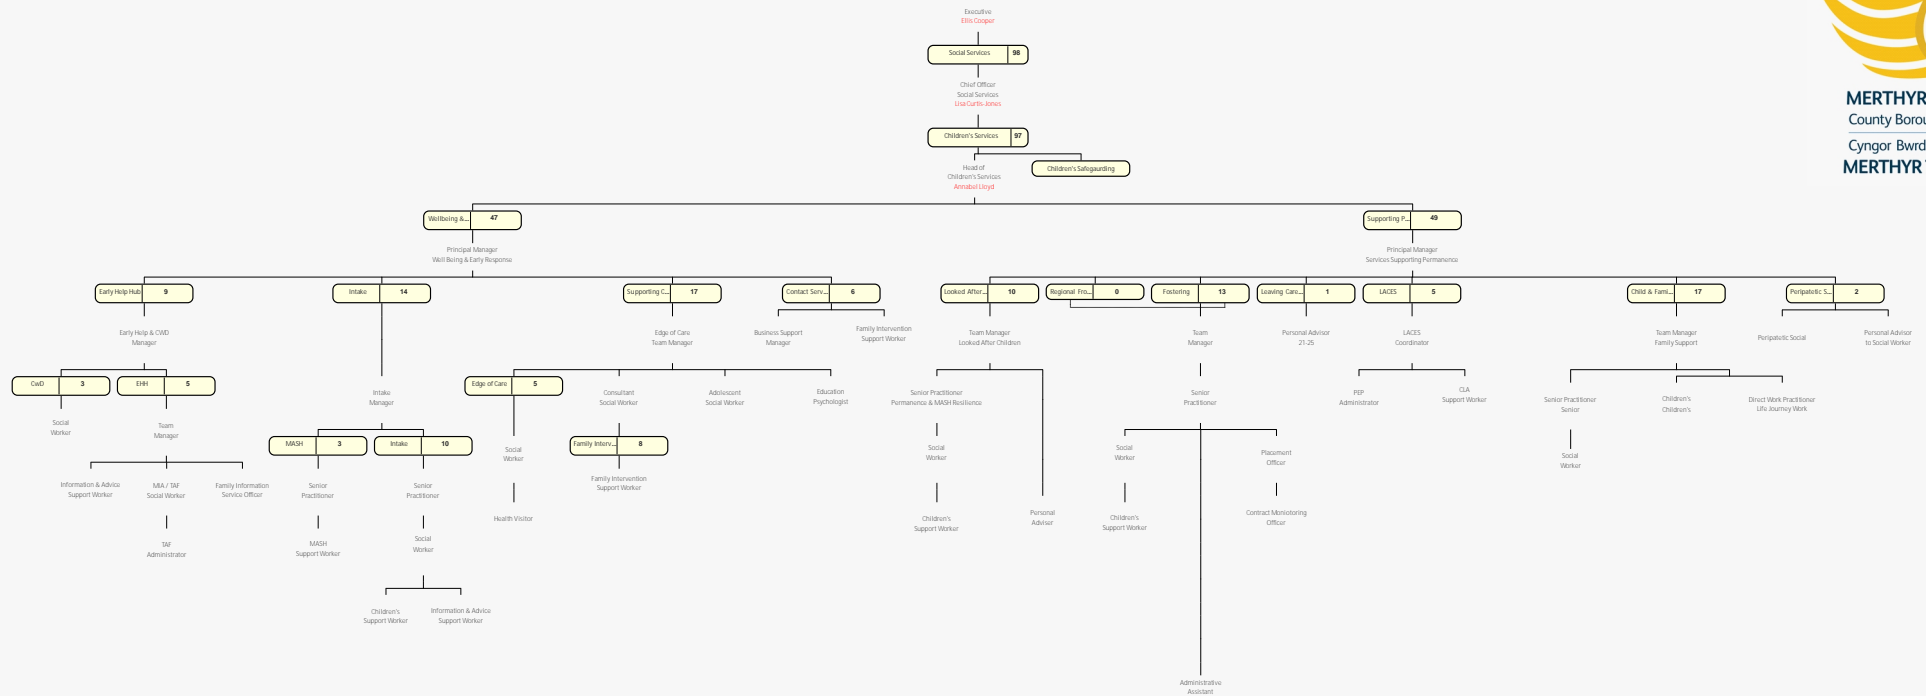 Executive
Ellis Cooper
Social Services 98
Chief Officer
Social Services
Lisa Curtis-Jones
MERTHYR
County Borou
Cyngor Bwrd
MERTHYR
Children's Services 97
Head of
Children's Services
Annabel Lloyd
Children's Safegaurding
Wellbeing &... 47
Supporting P... 49
Principal Manager
Well Being & Early Response
Principal Manager
Services Supporting Permanence
Early Help Hub 9
Intake 14
Supporting C... 17
Contact Serv... 6
Looked After... 10
Regional Fro... 0
Fostering 13
Leaving Care... 1
LACES 5
Child & Fami... 17
Peripatetic S... 2
Early Help & CWD
Manager
Edge of Care
Team Manager
Business Support
Manager
Family Intervention
Support Worker
Team Manager
Looked After Children
Team
Manager
Personal Advisor
21-25
LACES
Coordinator
Team Manager
Family Support
Peripatetic Social
Personal Advisor
to Social Worker
CwD 3
EHH 5
Intake
Manager
Edge of Care 5
Consultant
Social Worker
Adolescent
Social Worker
Education
Psychologist
Senior Practitioner
Permanence & MASH Resilience
Senior
Practitioner
PEP
Administrator
CLA
Support Worker
Senior Practitioner
Senior
Children's
Children's
Direct Work Practitioner
Life Journey Work
Social
Worker
Team
Manager
MASH 3
Intake 10
Social
Worker
Family Interv... 8
Social
Worker
Social
Worker
Placement
Officer
Social
Worker
Information & Advice
Support Worker
MIA / TAF
Social Worker
Family Information
Service Officer
Senior
Practitioner
Senior
Practitioner
Health Visitor
Family Intervention
Support Worker
Children's
Support Worker
Personal
Adviser
Children's
Support Worker
Contract Moniotoring
Officer
TAF
Administrator
MASH
Support Worker
Social
Worker
Children's
Support Worker
Information & Advice
Support Worker
Administrative
Assistant